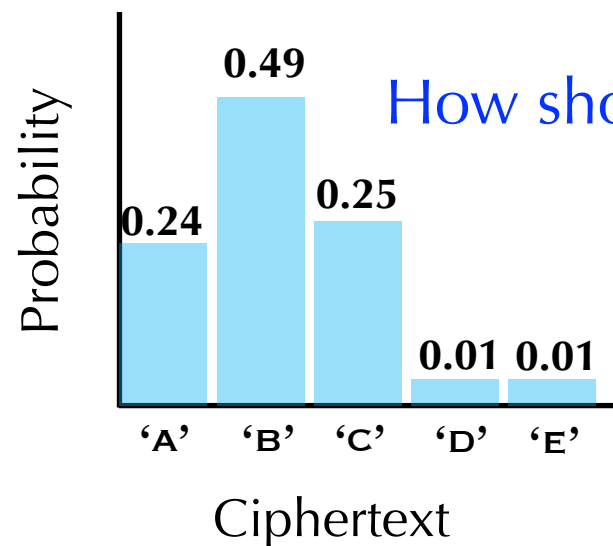 0.49
How sho
0.25
0.24
0.01 0.01
Probability
‘A’ ‘B’ ‘C’ ‘D’ ‘E’
Ciphertext